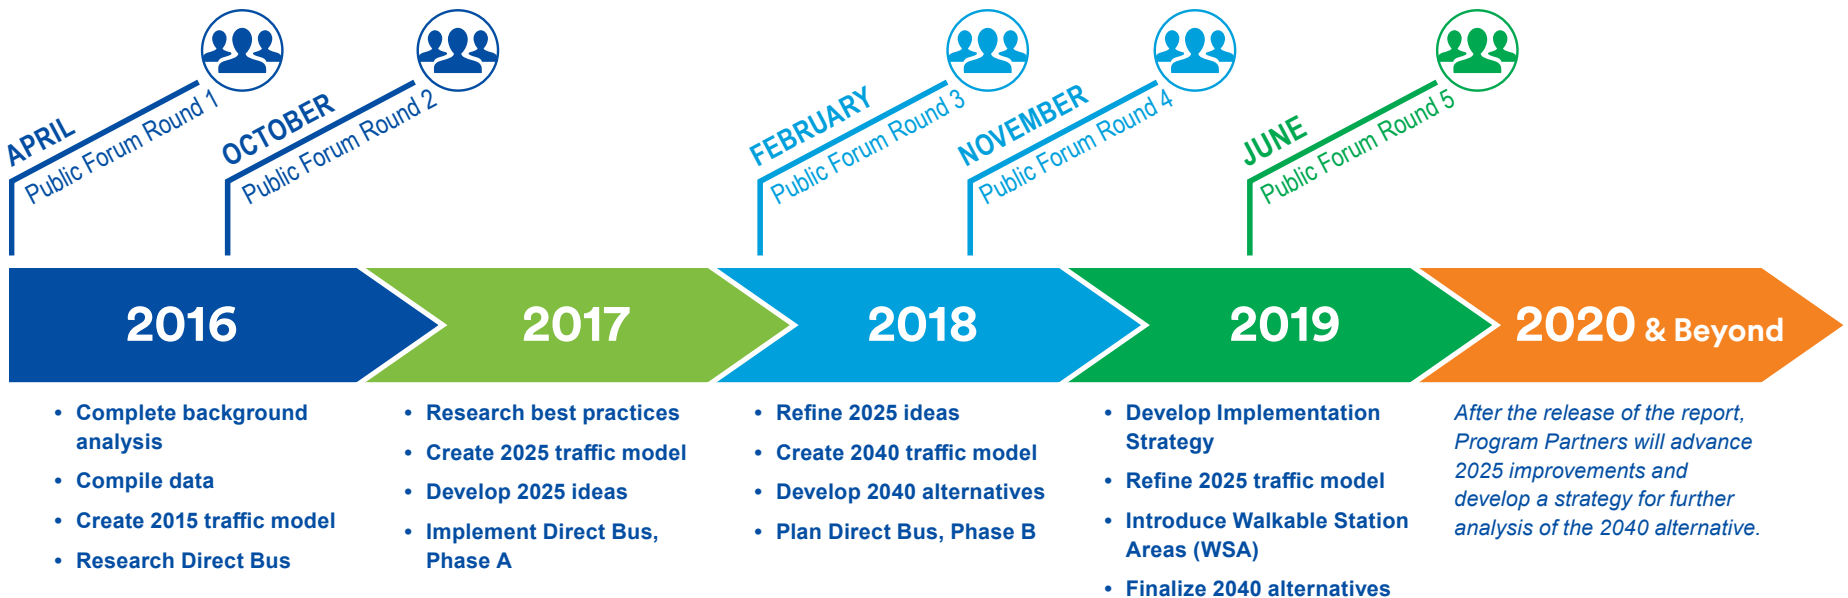 APRIL
Public Forum Round 1
OCTOBER
Public Forum Round 2
FEBRUARY
Public Forum Round 3
NOVEMBER
Public Forum Round 4
JUNE
Public Forum Round 5
2016
2017
2018
2019
2020 & Beyond
• Complete background
analysis
• Compile data
• Create 2015 traffic model
• Research Direct Bus
• Research best practices
• Create 2025 traffic model
• Develop 2025 ideas
• Implement Direct Bus,
Phase A
• Refine 2025 ideas
• Create 2040 traffic model
• Develop 2040 alternatives
• Plan Direct Bus, Phase B
• Develop Implementation
Strategy
• Refine 2025 traffic model
• Introduce Walkable Station
Areas (WSA)
• Finalize 2040 alternatives
After the release of the report,
Program Partners will advance
2025 improvements and
develop a strategy for further
analysis of the 2040 alternative.